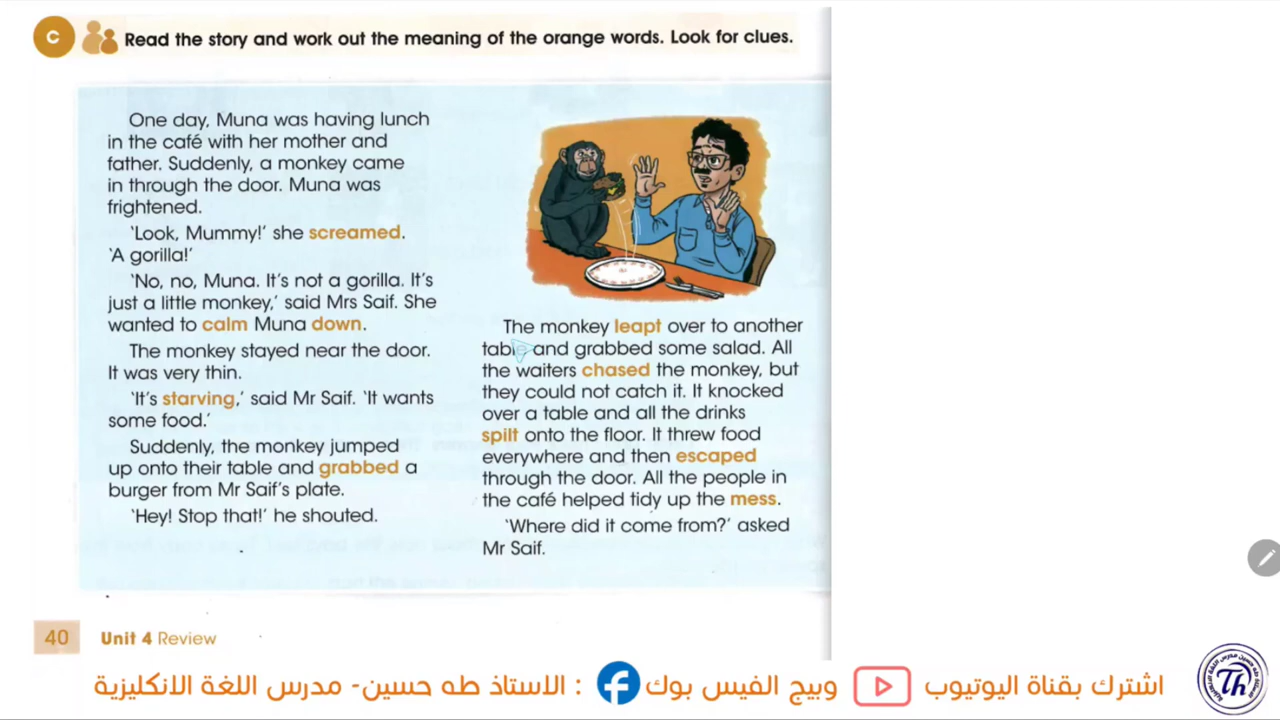 C Read the story and work out the meaning of the orange words. Look for clues.
One day, Muna was having lunch
in the café with her mother and
father. Suddenly, a monkey came
in through the door. Muna was
frightened.
‘Look, Mummy!’ she screamed.
‘A gorilla!’
‘No, no, Muna. It’s not a gorilla. It’s
just a little monkey,’ said Mrs Saif. She
wanted to calm Muna down.
The monkey stayed near the door.
It was very thin.
‘It’s starving,’ said Mr Saif. ‘It wants
some food.’
Suddenly, the monkey jumped
up onto their table and grabbed a
burger from Mr Saif’s plate.
‘Hey! Stop that!’ he shouted.
The monkey leapt over to another
table and grabbed some salad. All
the waiters chased the monkey, but
they could not catch it. It knocked
over a table and all the drinks
spilt onto the floor. It threw food
everywhere and then escaped
through the door. All the people in
the café helped tidy up the mess.
‘Where did it come from?’ asked
Mr Saif.
40 Unit 4 Review
اشترك بقناة اليوتيوب وبيج الفيس بوك : الاستاذ طه حسين- مدرس اللغة الانكليزية
Th